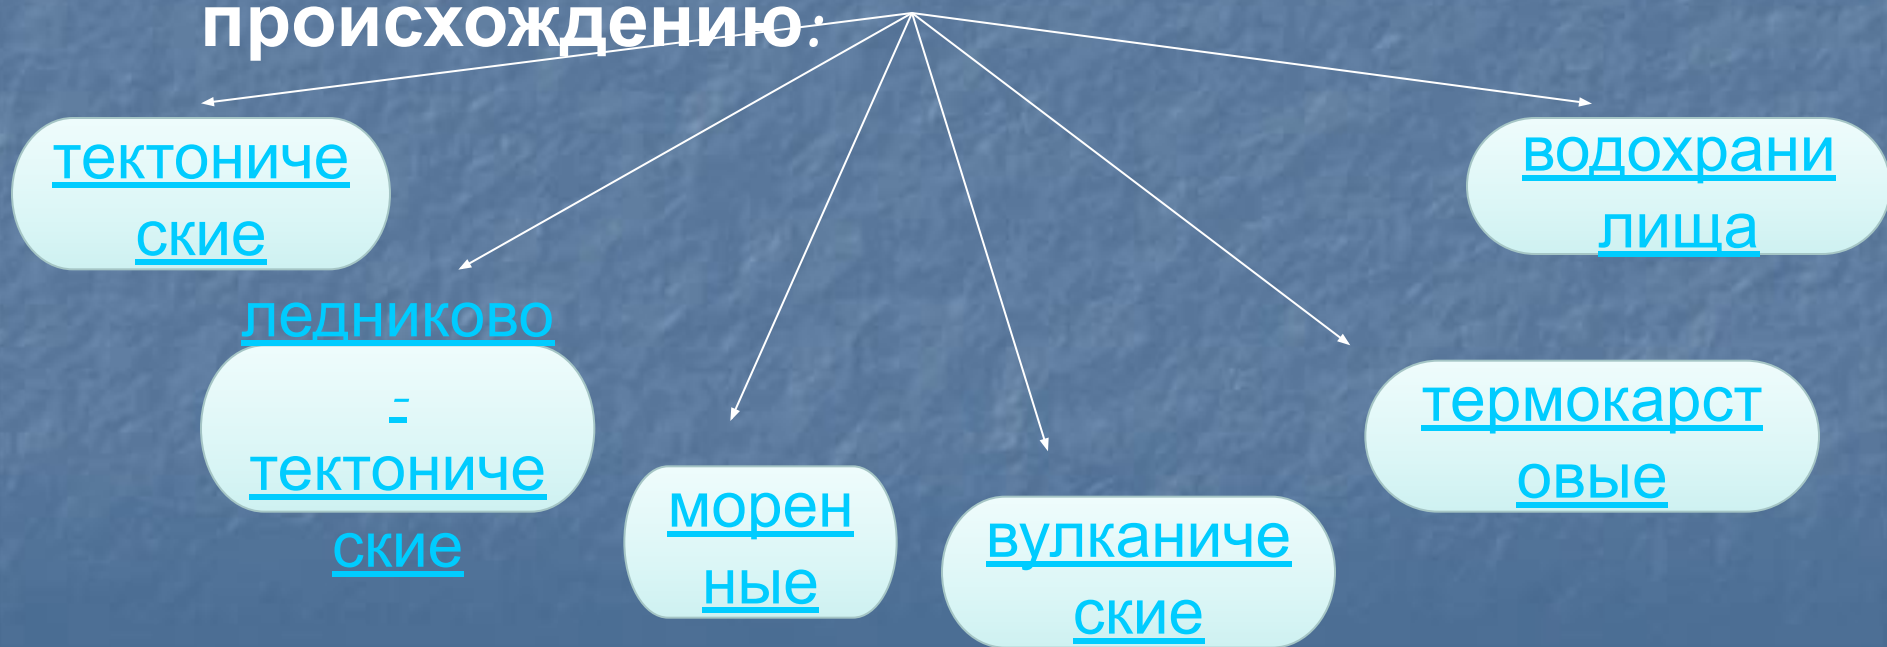 происхождению:
тектониче
ские
водохрани
лища
ледниково
-
тектониче
ские
термокарст
овые
морен
ные
вулканиче
ские